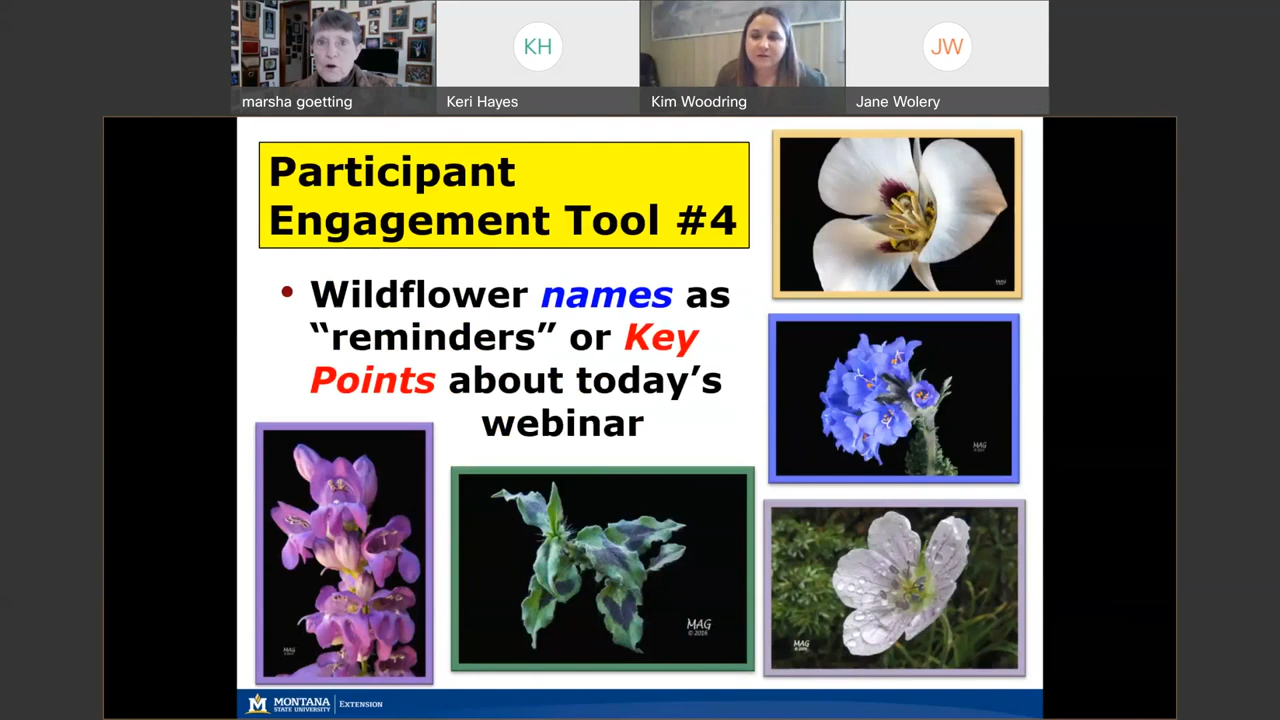 KH
JW
marsha goetting
Keri Hayes
Kim Woodring
Jane Wolery
Participant
Engagement Tool #4
• Wildflower names as
“reminders” or Key
Points about today’s
webinar
MAG
MAG
MAG
© 2016
MAG
MONTANA
STATE UNIVERSITY
EXTENSION